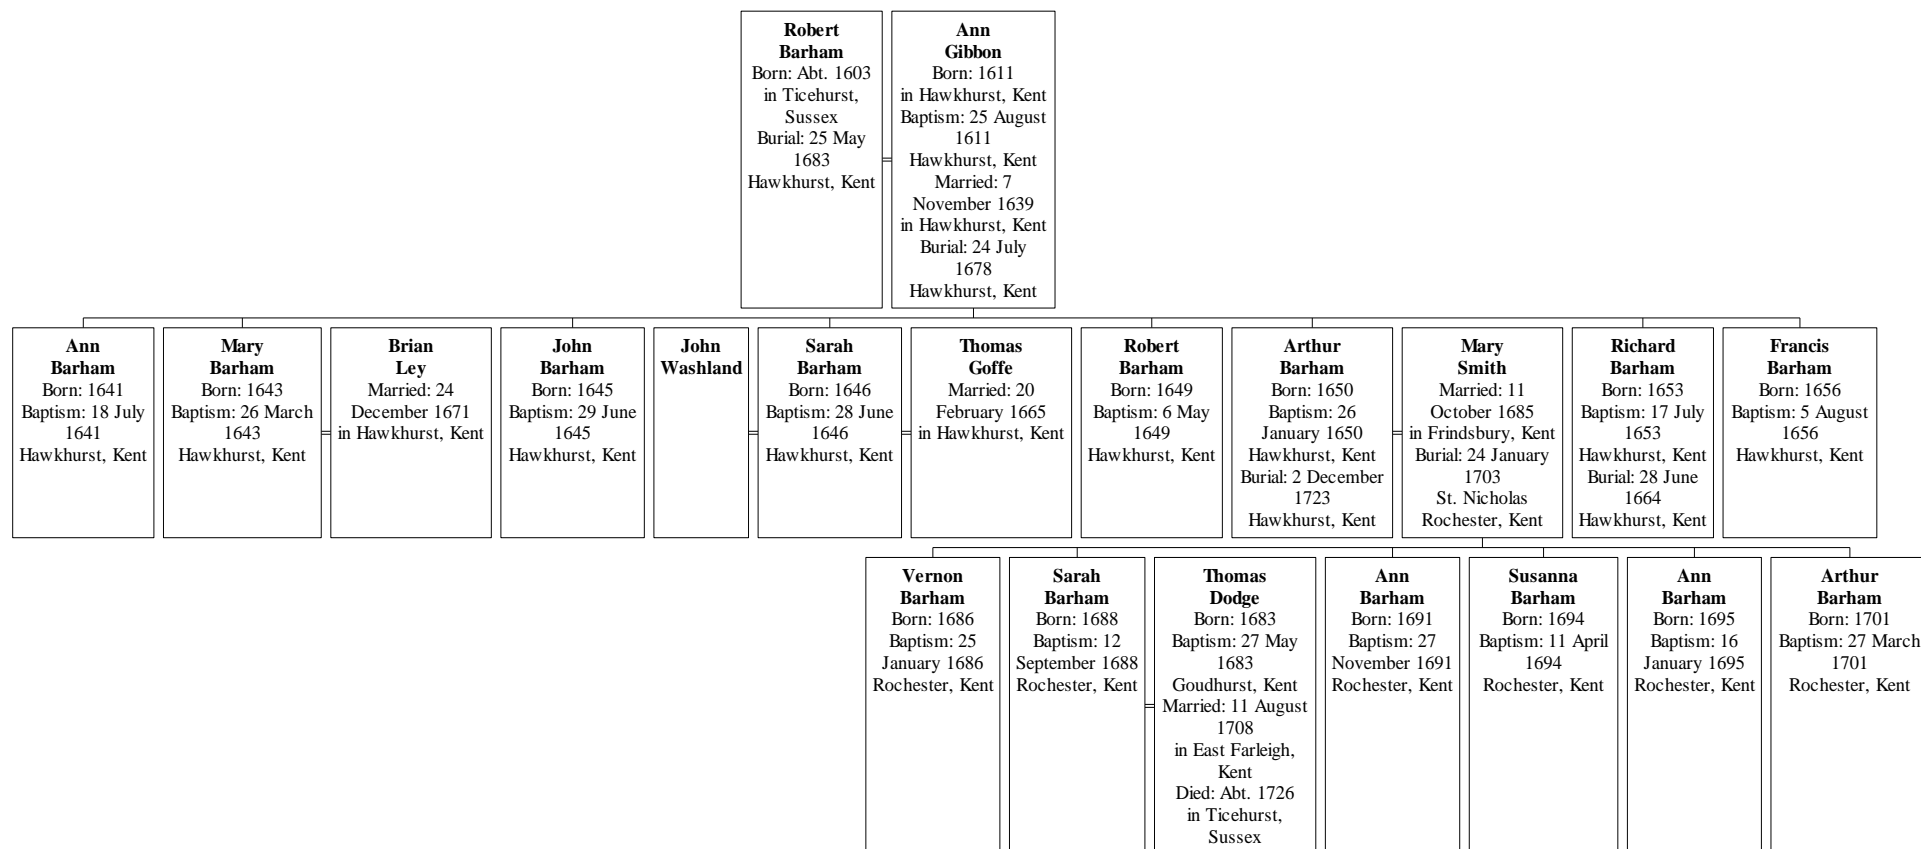 Robert
Barham
Born: Abt. 1603
in Ticehurst,
Sussex
Burial: 25 May
1683
Hawkhurst, Kent
Ann
Gibbon
Born: 1611
in Hawkhurst, Kent
Baptism: 25 August
1611
Hawkhurst, Kent
Married: 7
November 1639
in Hawkhurst, Kent
Burial: 24 July
1678
Hawkhurst, Kent
Ann
Barham
Born: 1641
Baptism: 18 July
1641
Hawkhurst, Kent
Mary
Barham
Born: 1643
Baptism: 26 March
1643
Hawkhurst, Kent
Brian
Ley
Married: 24
December 1671
in Hawkhurst, Kent
John
Barham
Born: 1645
Baptism: 29 June
1645
Hawkhurst, Kent
John
Washland
Sarah
Barham
Born: 1646
Baptism: 28 June
1646
Hawkhurst, Kent
Thomas
Goffe
Married: 20
February 1665
in Hawkhurst, Kent
Robert
Barham
Born: 1649
Baptism: 6 May
1649
Hawkhurst, Kent
Arthur
Barham
Born: 1650
Baptism: 26
January 1650
Hawkhurst, Kent
Burial: 2 December
1723
Hawkhurst, Kent
Mary
Smith
Married: 11
October 1685
in Frindsbury, Kent
Burial: 24 January
1703
St. Nicholas
Rochester, Kent
Richard
Barham
Born: 1653
Baptism: 17 July
1653
Hawkhurst, Kent
Burial: 28 June
1664
Hawkhurst, Kent
Francis
Barham
Born: 1656
Baptism: 5 August
1656
Hawkhurst, Kent
Vernon
Barham
Born: 1686
Baptism: 25
January 1686
Rochester, Kent
Sarah
Barham
Born: 1688
Baptism: 12
September 1688
Rochester, Kent
Thomas
Dodge
Born: 1683
Baptism: 27 May
1683
Goudhurst, Kent
Married: 11 August
1708
in East Farleigh,
Kent
Died: Abt. 1726
in Ticehurst,
Sussex
Ann
Barham
Born: 1691
Baptism: 27
November 1691
Rochester, Kent
Susanna
Barham
Born: 1694
Baptism: 11 April
1694
Rochester, Kent
Ann
Barham
Born: 1695
Baptism: 16
January 1695
Rochester, Kent
Arthur
Barham
Born: 1701
Baptism: 27 March
1701
Rochester, Kent